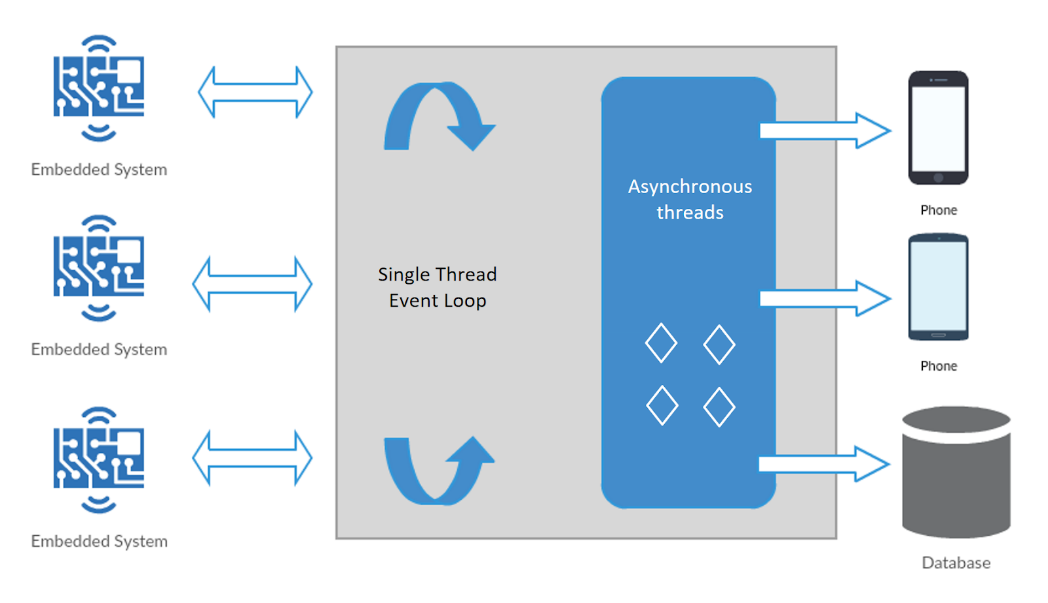 Embedded System
Embedded System
Embedded System
Single Thread
Event Loop
Asynchronous
threads
Phone
Phone
Database